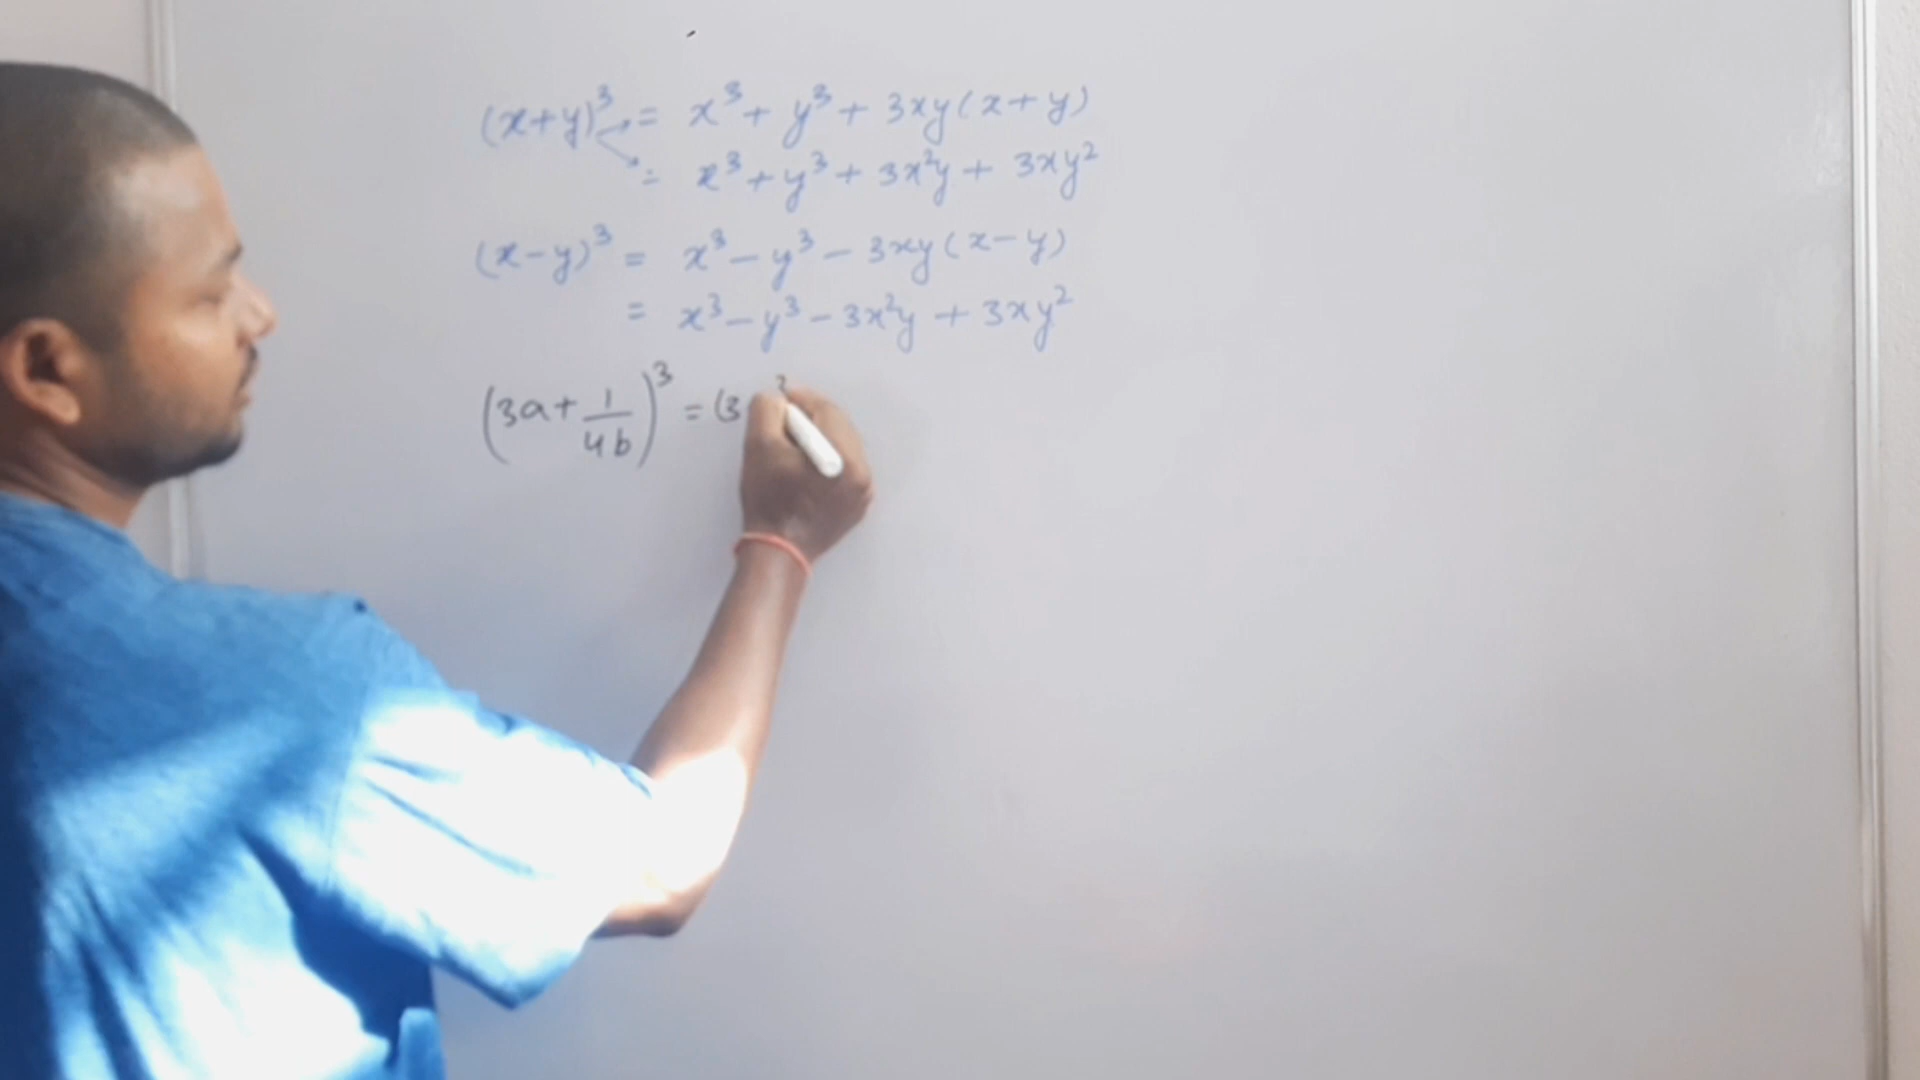 (x+y)³ = x³ + y³ + 3xy(x+y)
= x³ + y³ + 3x²y + 3xy²
(x-y)³ = x³ - y³ - 3xy(x-y)
= x³ - y³ - 3x²y + 3xy²
(3a + 1/4b)³ = (3